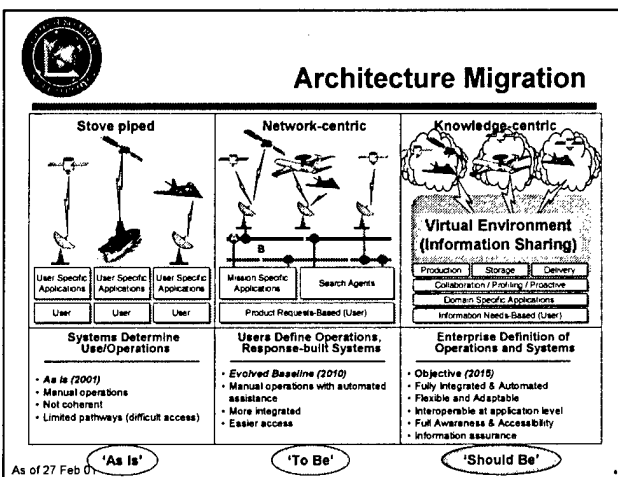 Architecture Migration
Stove piped
User Specific
Applications
User Specific
Applications
User Specific
Applications
User
User
User
Systems Determine
Use/Operations
• As Is (2001)
• Manual operations
• Not coherent
• Limited pathways (difficult access)
'As Is'
Network-centric
B
Mission Specific
Applications
Search Agents
Product Requests-Based (User)
Users Define Operations,
Response-built Systems
• Evolved Baseline (2010)
• Manual operations with automated
assistance
• More integrated
• Easier access
'To Be'
Knowledge-centric
Virtual Environment
(Information Sharing)
Production
Storage
Delivery
Collaboration / Profiling / Proactive
Domain Specific Applications
Information Needs-Based (User)
Enterprise Definition of
Operations and Systems
• Objective (2015)
• Fully Integrated & Automated
• Flexible and Adaptable
• Interoperable at application level
• Full Awareness & Accessibility
• Information assurance
'Should Be'
As of 27 Feb 01